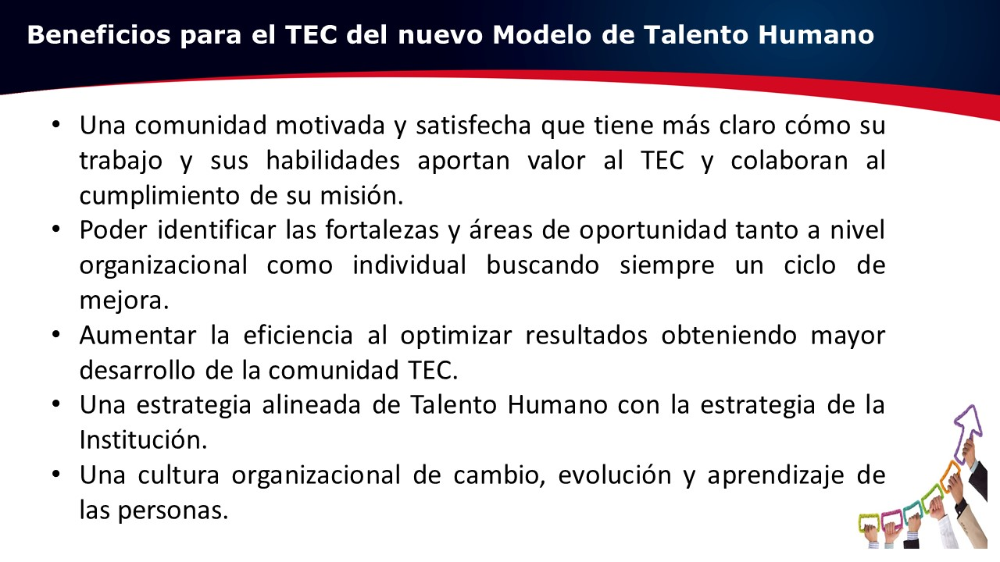 Beneficios para el TEC del nuevo Modelo de Talento Humano
• Una comunidad motivada y satisfecha que tiene más claro cómo su
trabajo y sus habilidades aportan valor al TEC y colaboran al
cumplimiento de su misión.
• Poder identificar las fortalezas y áreas de oportunidad tanto a nivel
organizacional como individual buscando siempre un ciclo de
mejora.
• Aumentar la eficiencia al optimizar resultados obteniendo mayor
desarrollo de la comunidad TEC.
• Una estrategia alineada de Talento Humano con la estrategia de la
Institución.
• Una cultura organizacional de cambio, evolución y aprendizaje de
las personas.